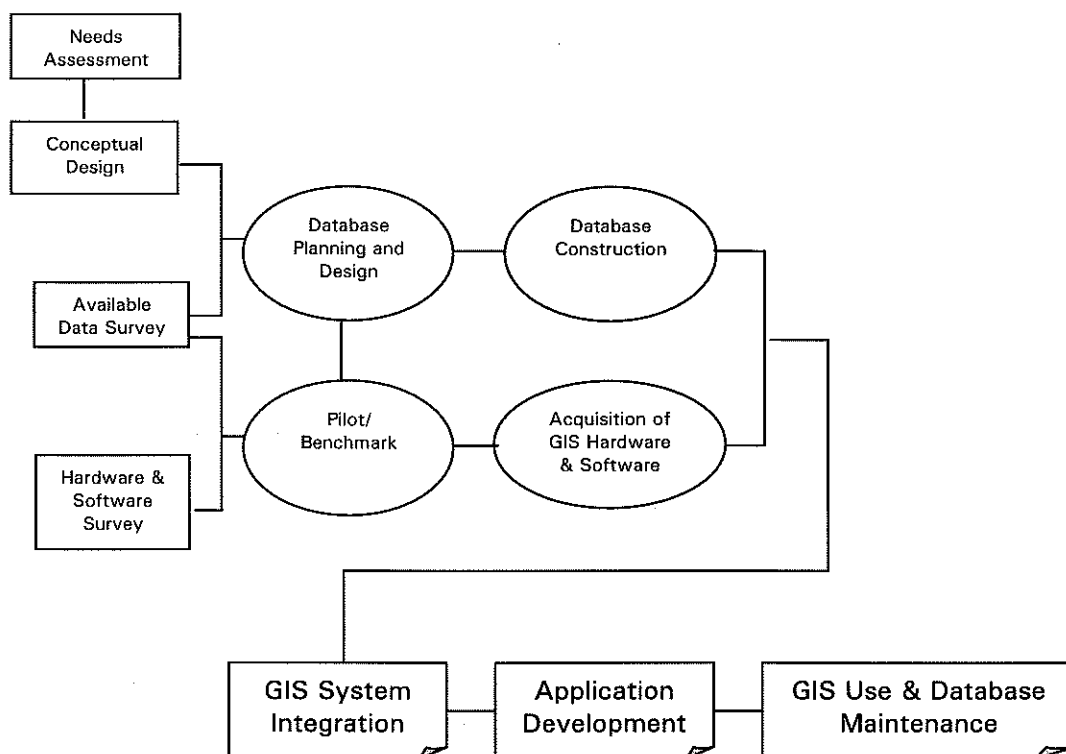 Needs
Assessment
Conceptual
Design
Database
Planning and
Design
Database
Construction
Available
Data Survey
Pilot/
Benchmark
Acquisition of
GIS Hardware
& Software
Hardware &
Software
Survey
GIS System
Integration
Application
Development
GIS Use & Database
Maintenance